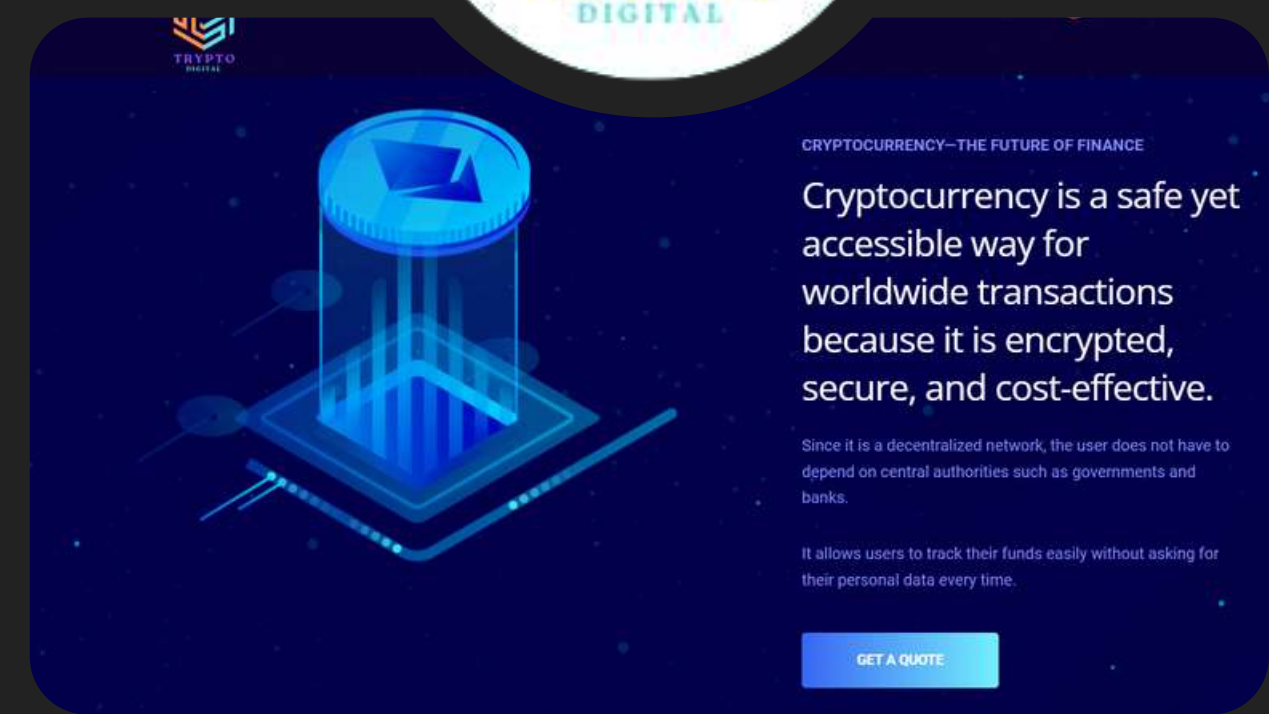 DIGITAL
TRYPTO
DIGITAL
CRYPTOCURRENCY—THE FUTURE OF FINANCE
Cryptocurrency is a safe yet
accessible way for
worldwide transactions
because it is encrypted,
secure, and cost-effective.
Since it is a decentralized network, the user does not have to
depend on central authorities such as governments and
banks.
It allows users to track their funds easily without asking for
their personal data every time.
GET A QUOTE